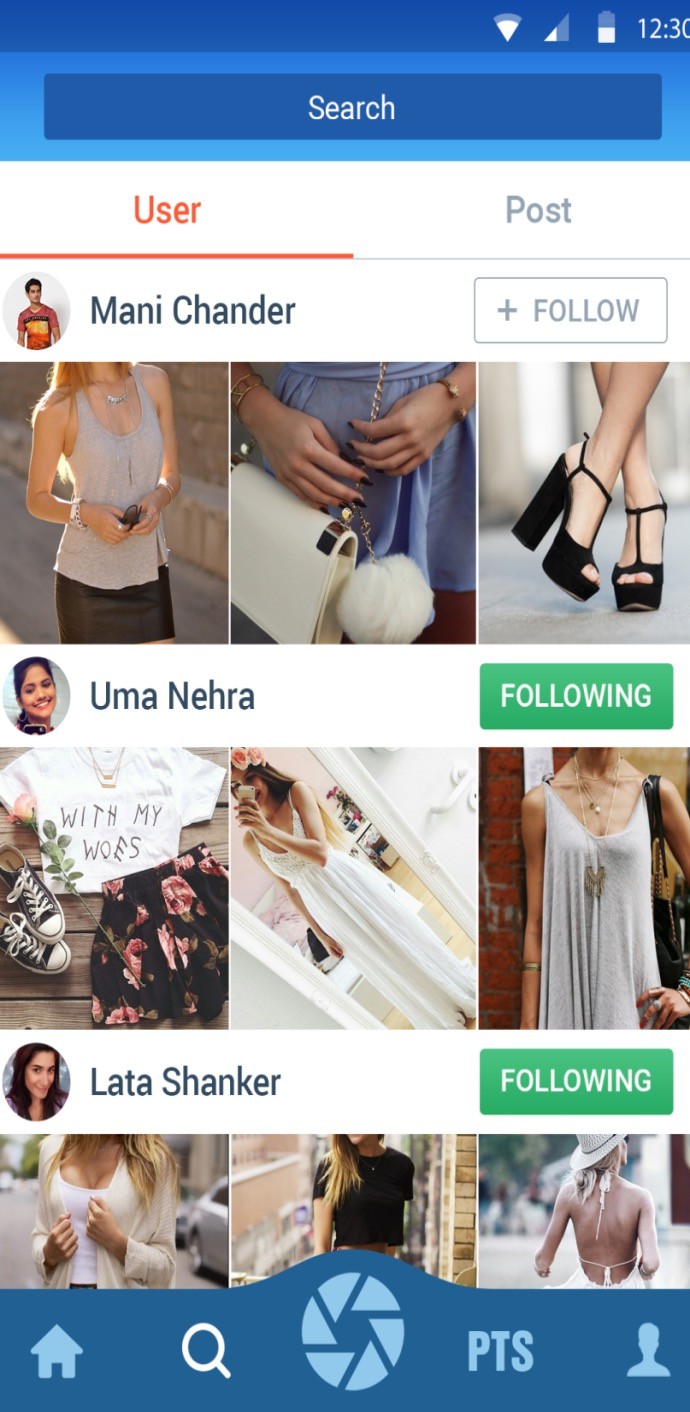 12:30
Search
User Post
Mani Chander + FOLLOW
Uma Nehra FOLLOWING
WITH MY
WOES
Lata Shanker FOLLOWING
PTS